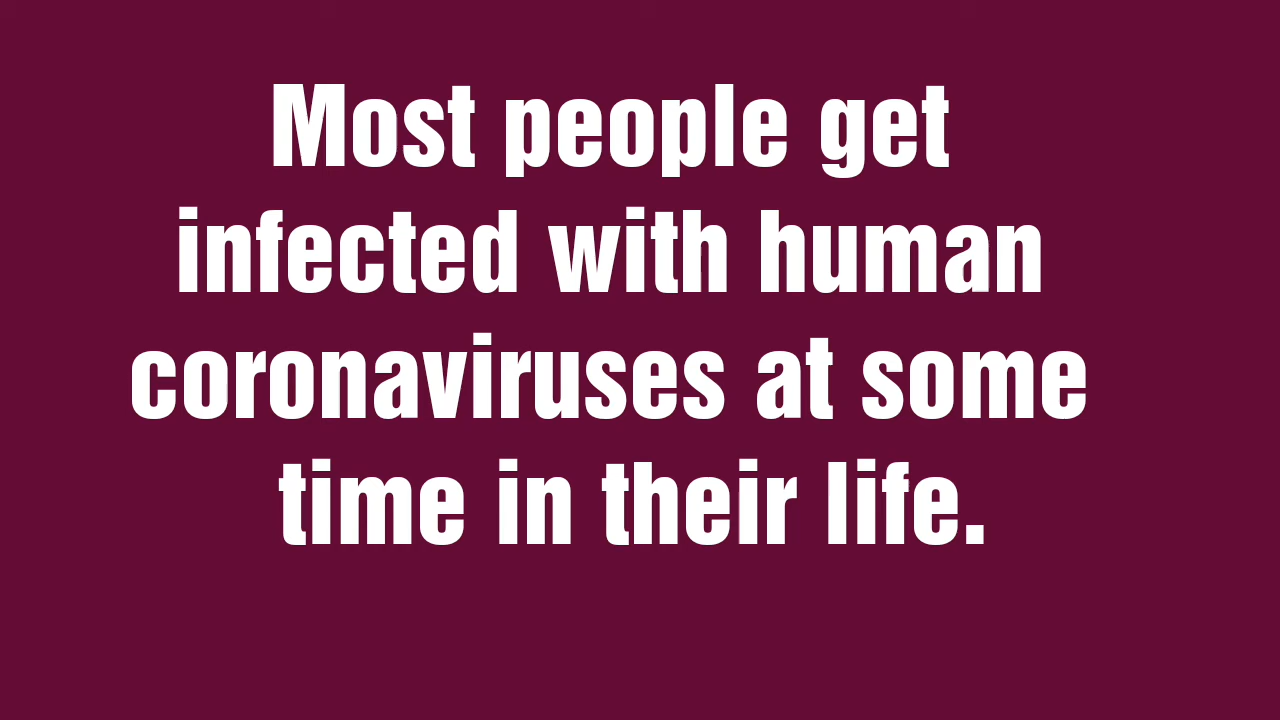 Most people get
infected with human
coronaviruses at some
time in their life.